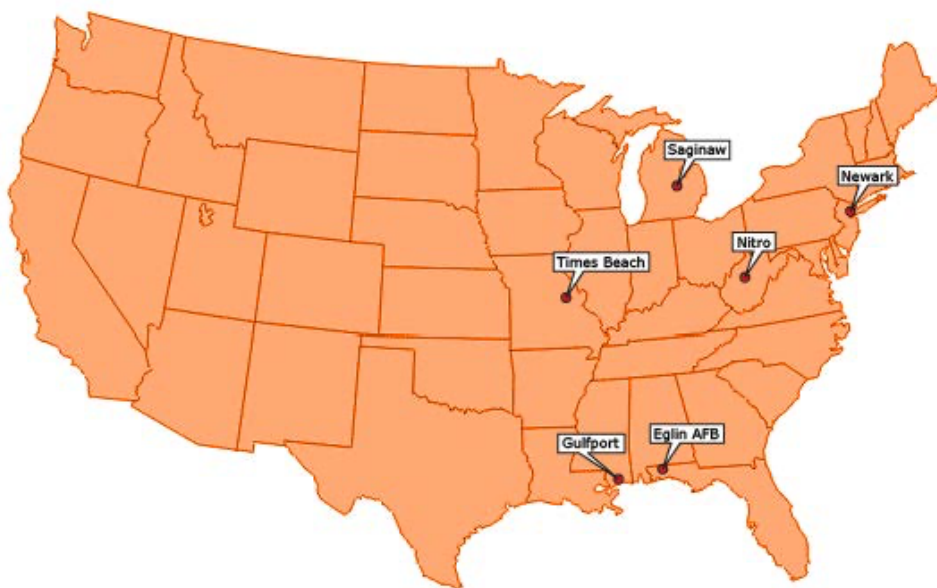 Saginaw
Newark
Nitro
Times Beach
Gulfport
Eglin AFB